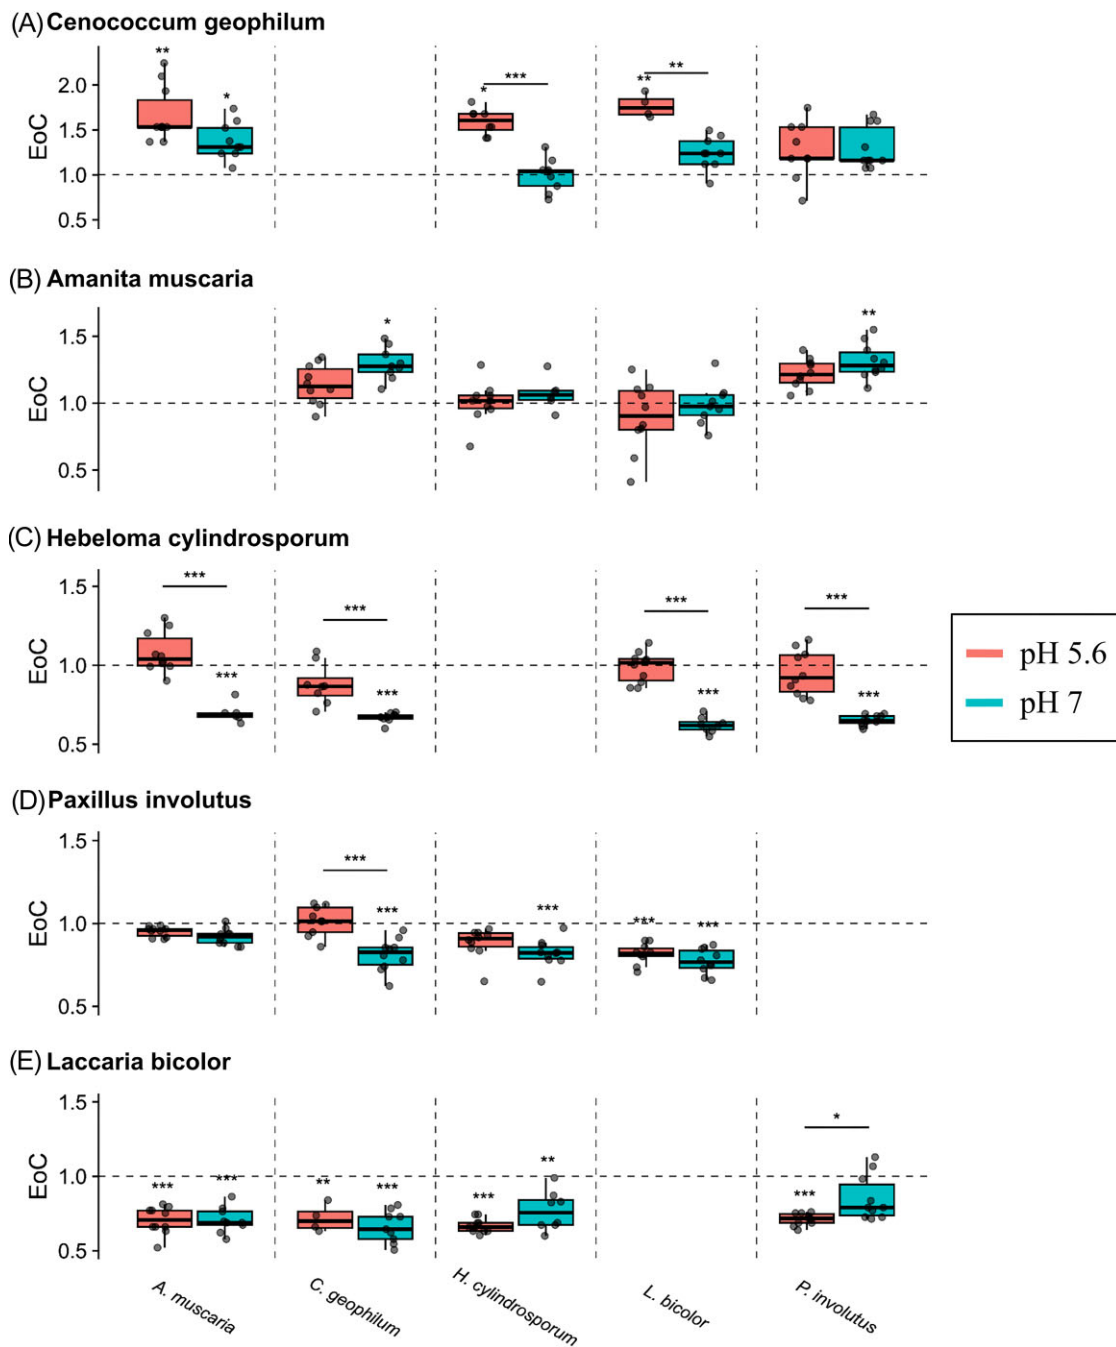 (A) Cenococcum geophilum
** * * *** ** **
2.0
1.5
1.0
0.5
EoC
(B) Amanita muscaria
* **
1.5
1.0
0.5
EoC
(C) Hebeloma cylindrosporum
*** *** *** ***
*** *** *** ***
1.5
1.0
0.5
EoC
pH 5.6
pH 7
(D) Paxillus involutus
***
*** *** *** ***
1.5
1.0
0.5
EoC
(E) Laccaria bicolor
*
*** *** ** *** *** ** ***
1.5
1.0
0.5
EoC
A. muscaria
C. geophilum
H. cylindrosporum
L. bicolor
P. involutus